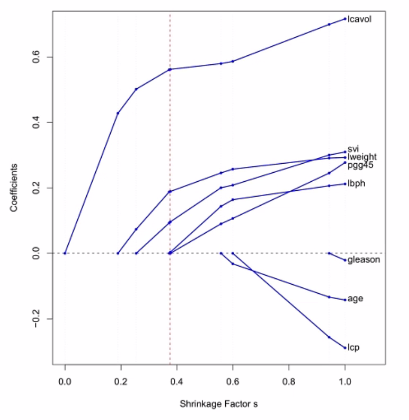 lcavol
svi
lweight
pgg45
lbph
gleason
age
lcp
0.6
0.4
0.2
0.0
−0.2
Coefficients
0.0 0.2 0.4 0.6 0.8 1.0
Shrinkage Factor s